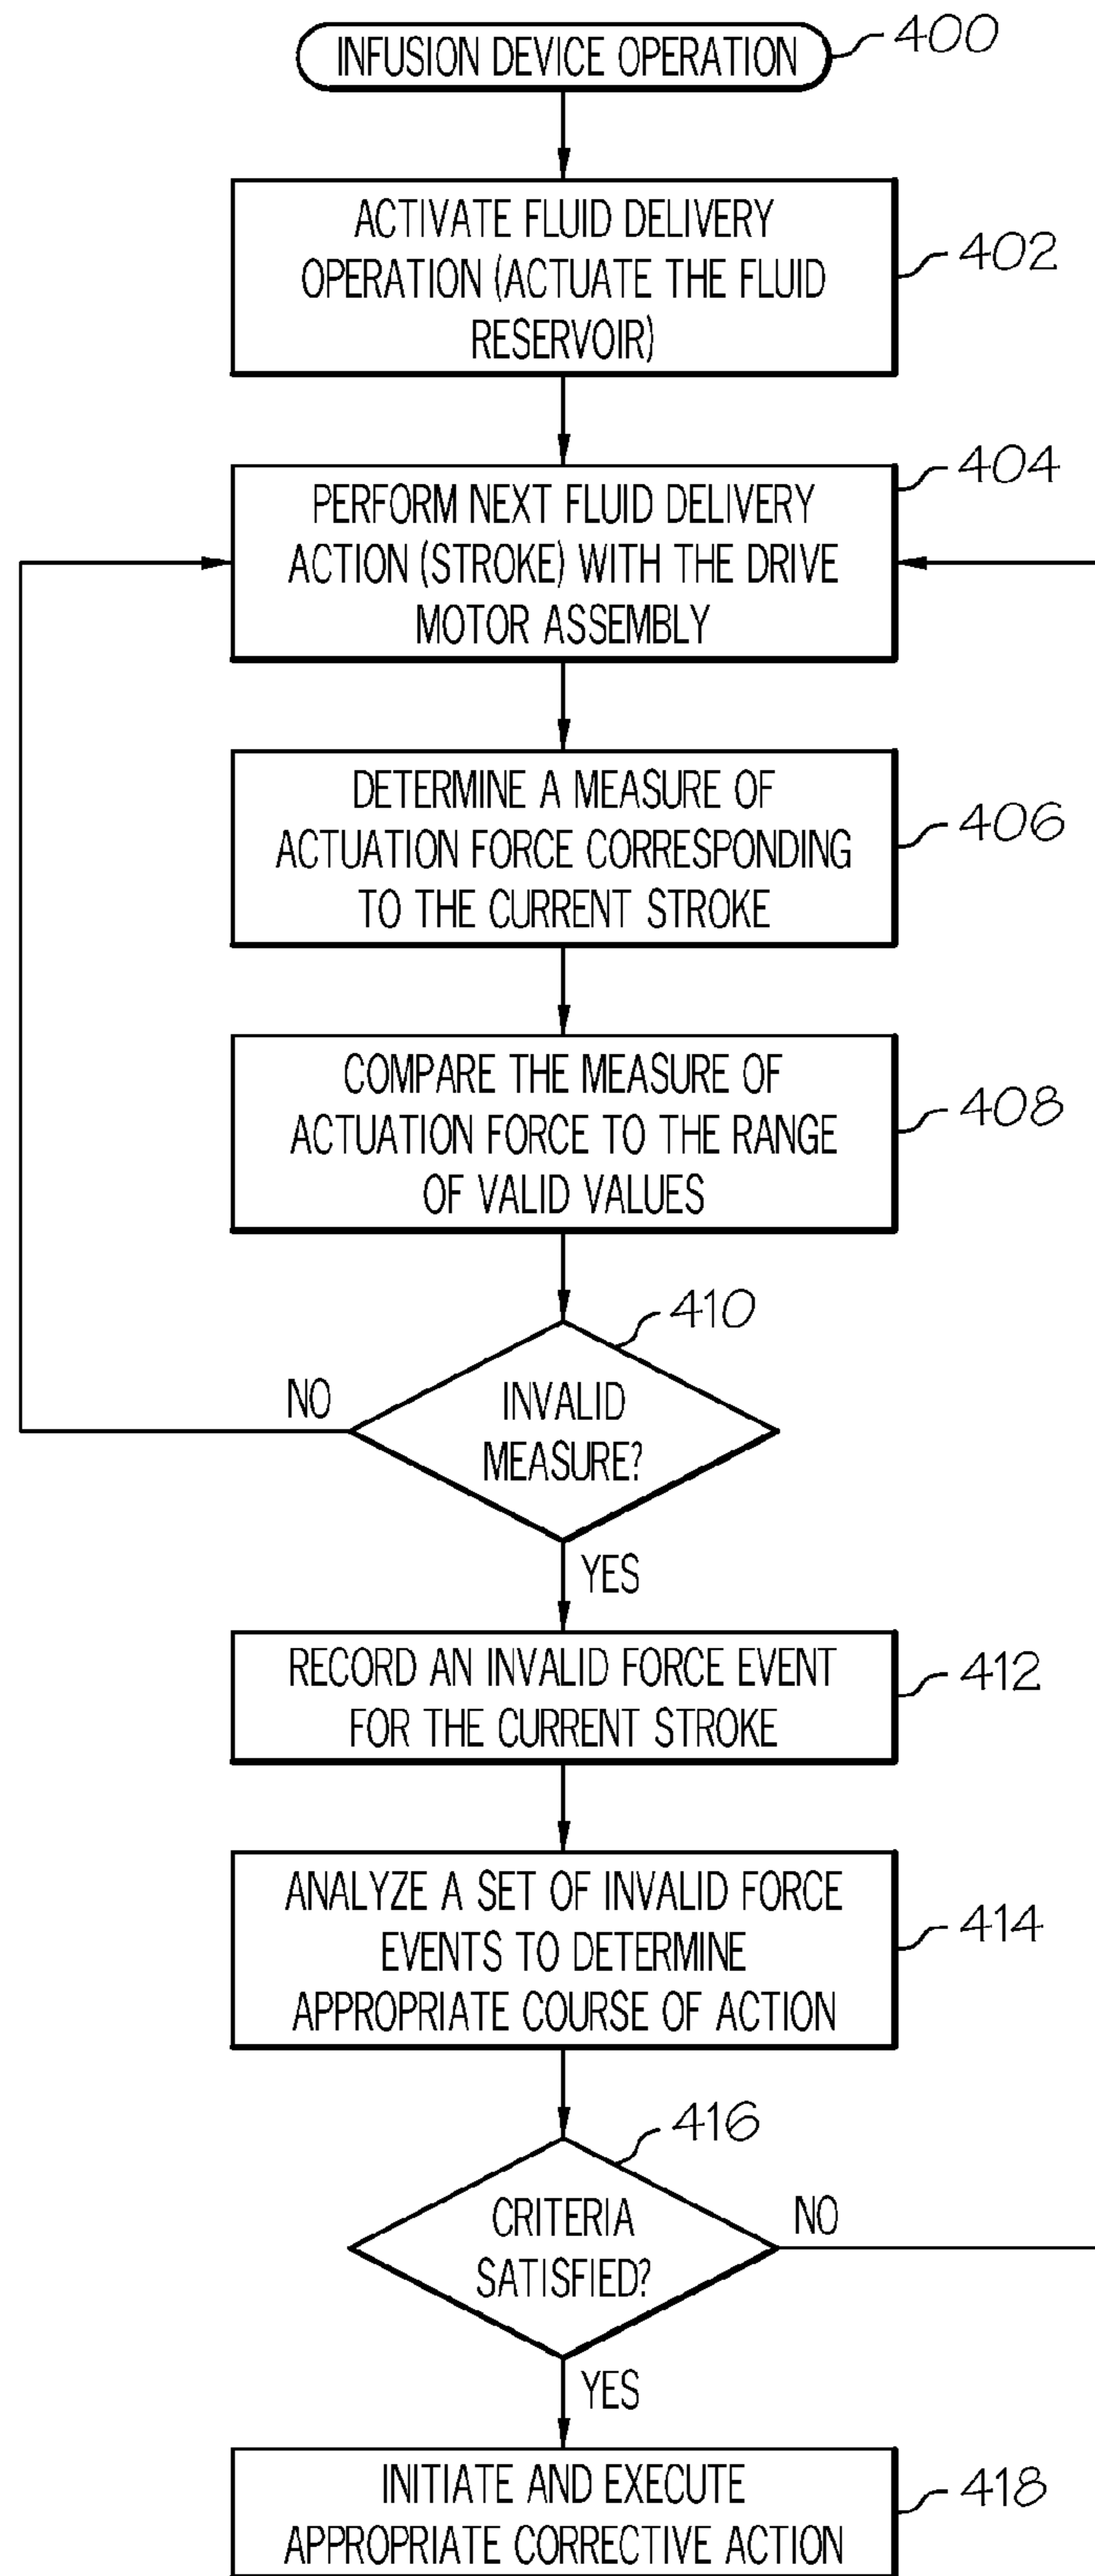 INFUSION DEVICE OPERATION
400
ACTIVATE FLUID DELIVERY
OPERATION (ACTUATE THE FLUID
RESERVOIR)
402
PERFORM NEXT FLUID DELIVERY
ACTION (STROKE) WITH THE DRIVE
MOTOR ASSEMBLY
404
DETERMINE A MEASURE OF
ACTUATION FORCE CORRESPONDING
TO THE CURRENT STROKE
406
COMPARE THE MEASURE OF
ACTUATION FORCE TO THE RANGE
OF VALID VALUES
408
410
INVALID
MEASURE?
NO
YES
RECORD AN INVALID FORCE EVENT
FOR THE CURRENT STROKE
412
ANALYZE A SET OF INVALID FORCE
EVENTS TO DETERMINE
APPROPRIATE COURSE OF ACTION
414
416
CRITERIA
SATISFIED?
NO
YES
INITIATE AND EXECUTE
APPROPRIATE CORRECTIVE ACTION
418